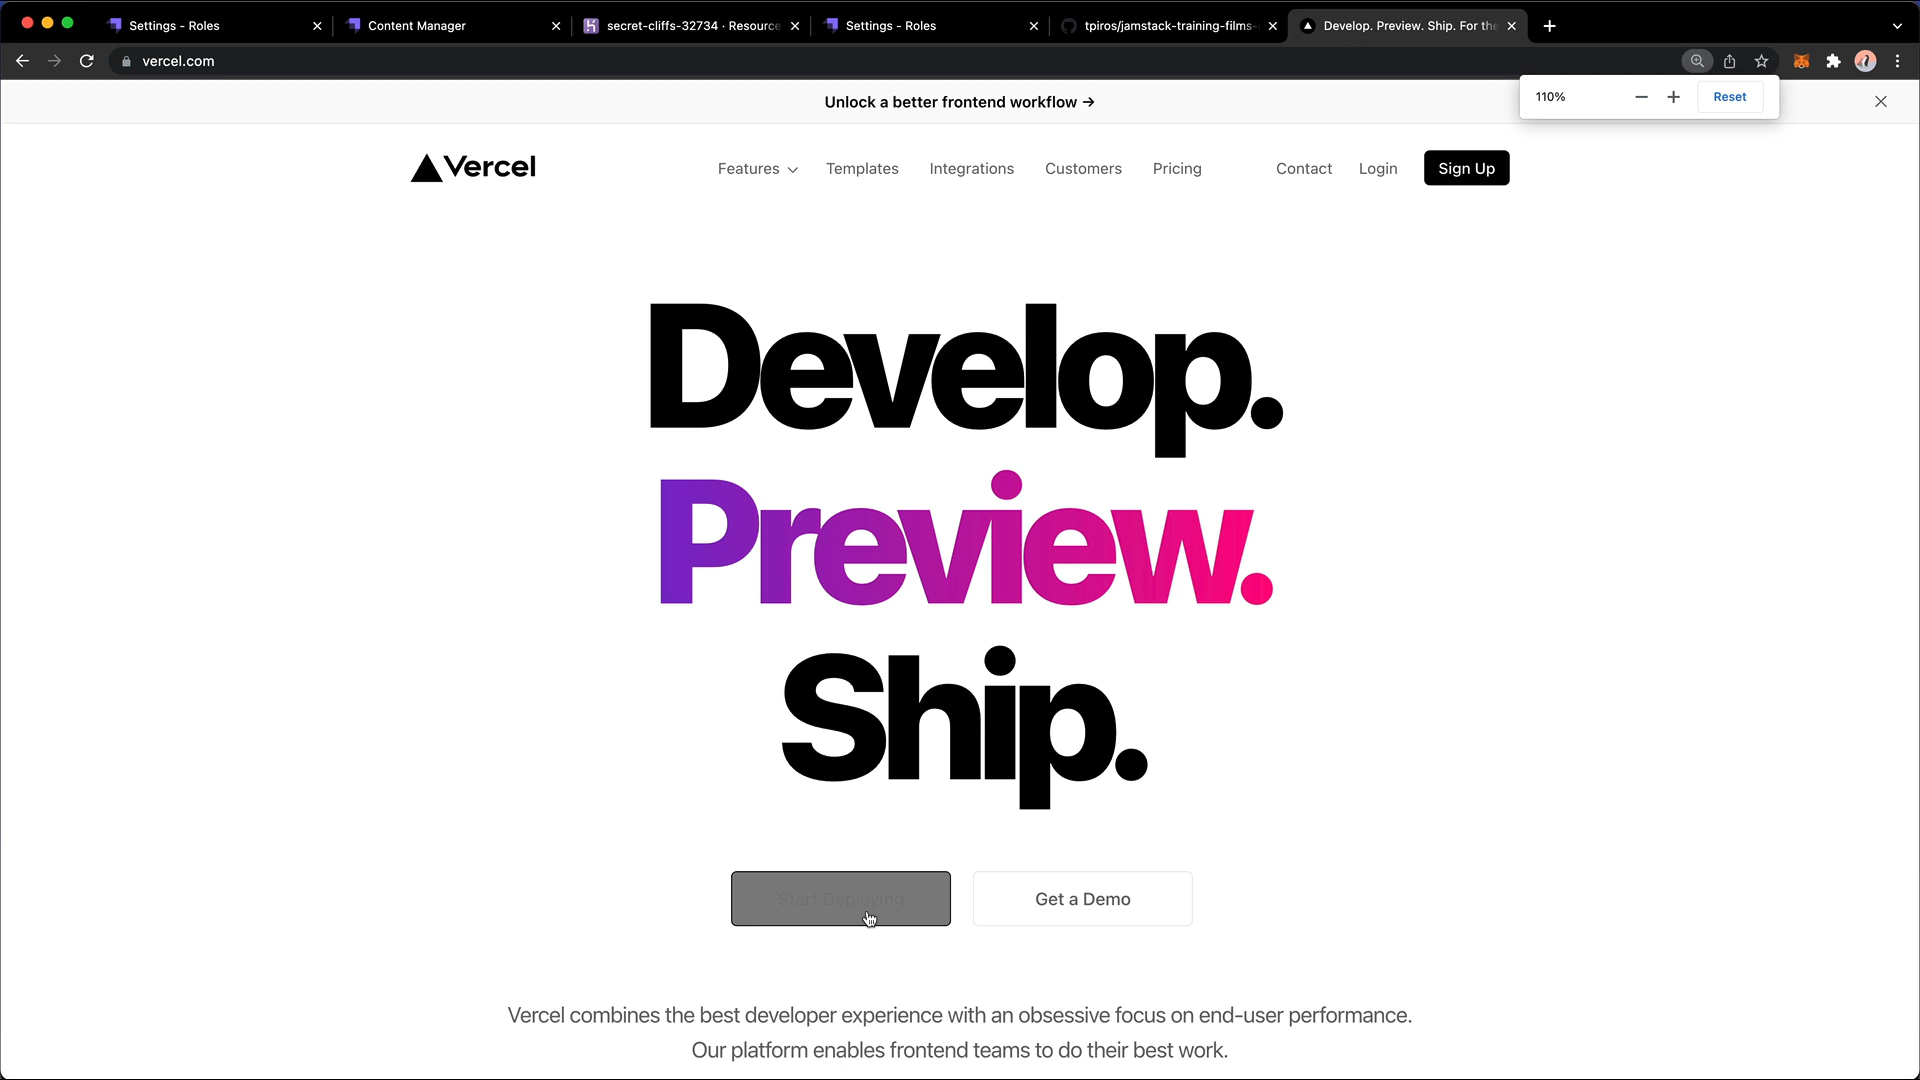 Settings - Roles
Content Manager
secret-cliffs-32734 · Resource
Settings - Roles
tpiros/jamstack-training-films-
Develop. Preview. Ship. For the
vercel.com
Unlock a better frontend workflow →
110%
Reset
Vercel
Features
Templates
Integrations
Customers
Pricing
Contact
Login
Sign Up
Develop.
Preview.
Ship.
Start Deploying
Get a Demo
Vercel combines the best developer experience with an obsessive focus on end-user performance.
Our platform enables frontend teams to do their best work.